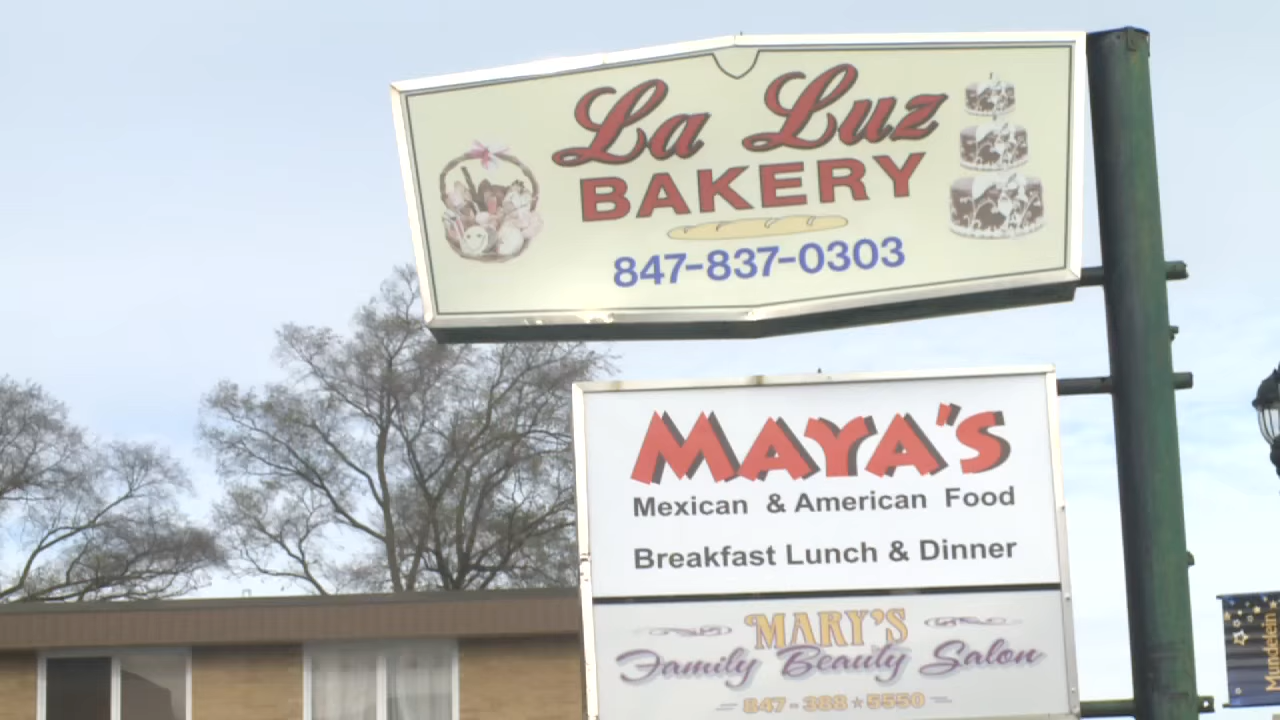 La Luz
BAKERY
847-837-0303
MAYA'S
Mexican & American Food
Breakfast Lunch & Dinner
MARY'S
Family Beauty Salon
847-388★5550
Mundelein